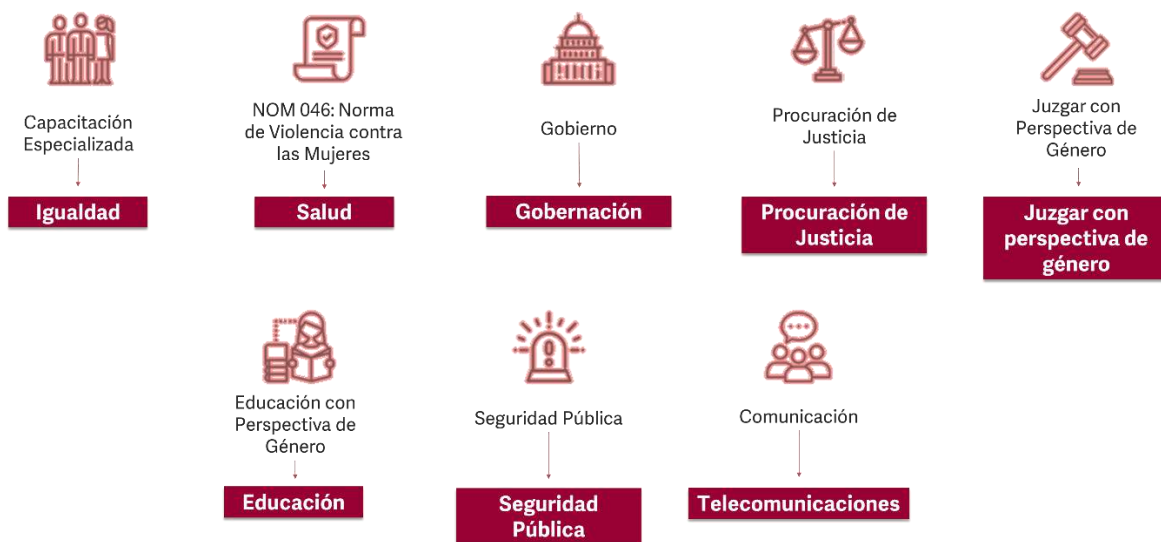 Capacitación
Especializada
Igualdad
NOM 046: Norma
de Violencia contra
las Mujeres
Salud
Gobierno
Gobernación
Procuración de
Justicia
Procuración de
Justicia
Juzgar con
Perspectiva de
Género
Juzgar con
perspectiva de
género
Educación con
Perspectiva de
Género
Educación
Seguridad Pública
Seguridad
Pública
Comunicación
Telecomunicaciones